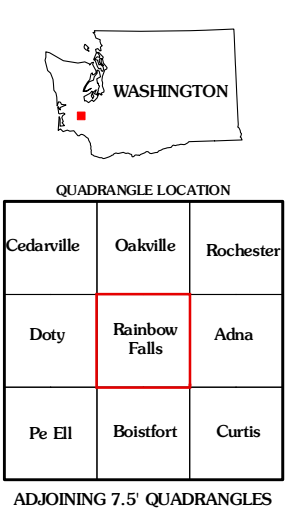 WASHINGTON
QUADRANGLE LOCATION
Cedarville Oakville Rochester
Doty Rainbow Falls Adna
Pe Ell Boistfort Curtis
ADJOINING 7.5' QUADRANGLES